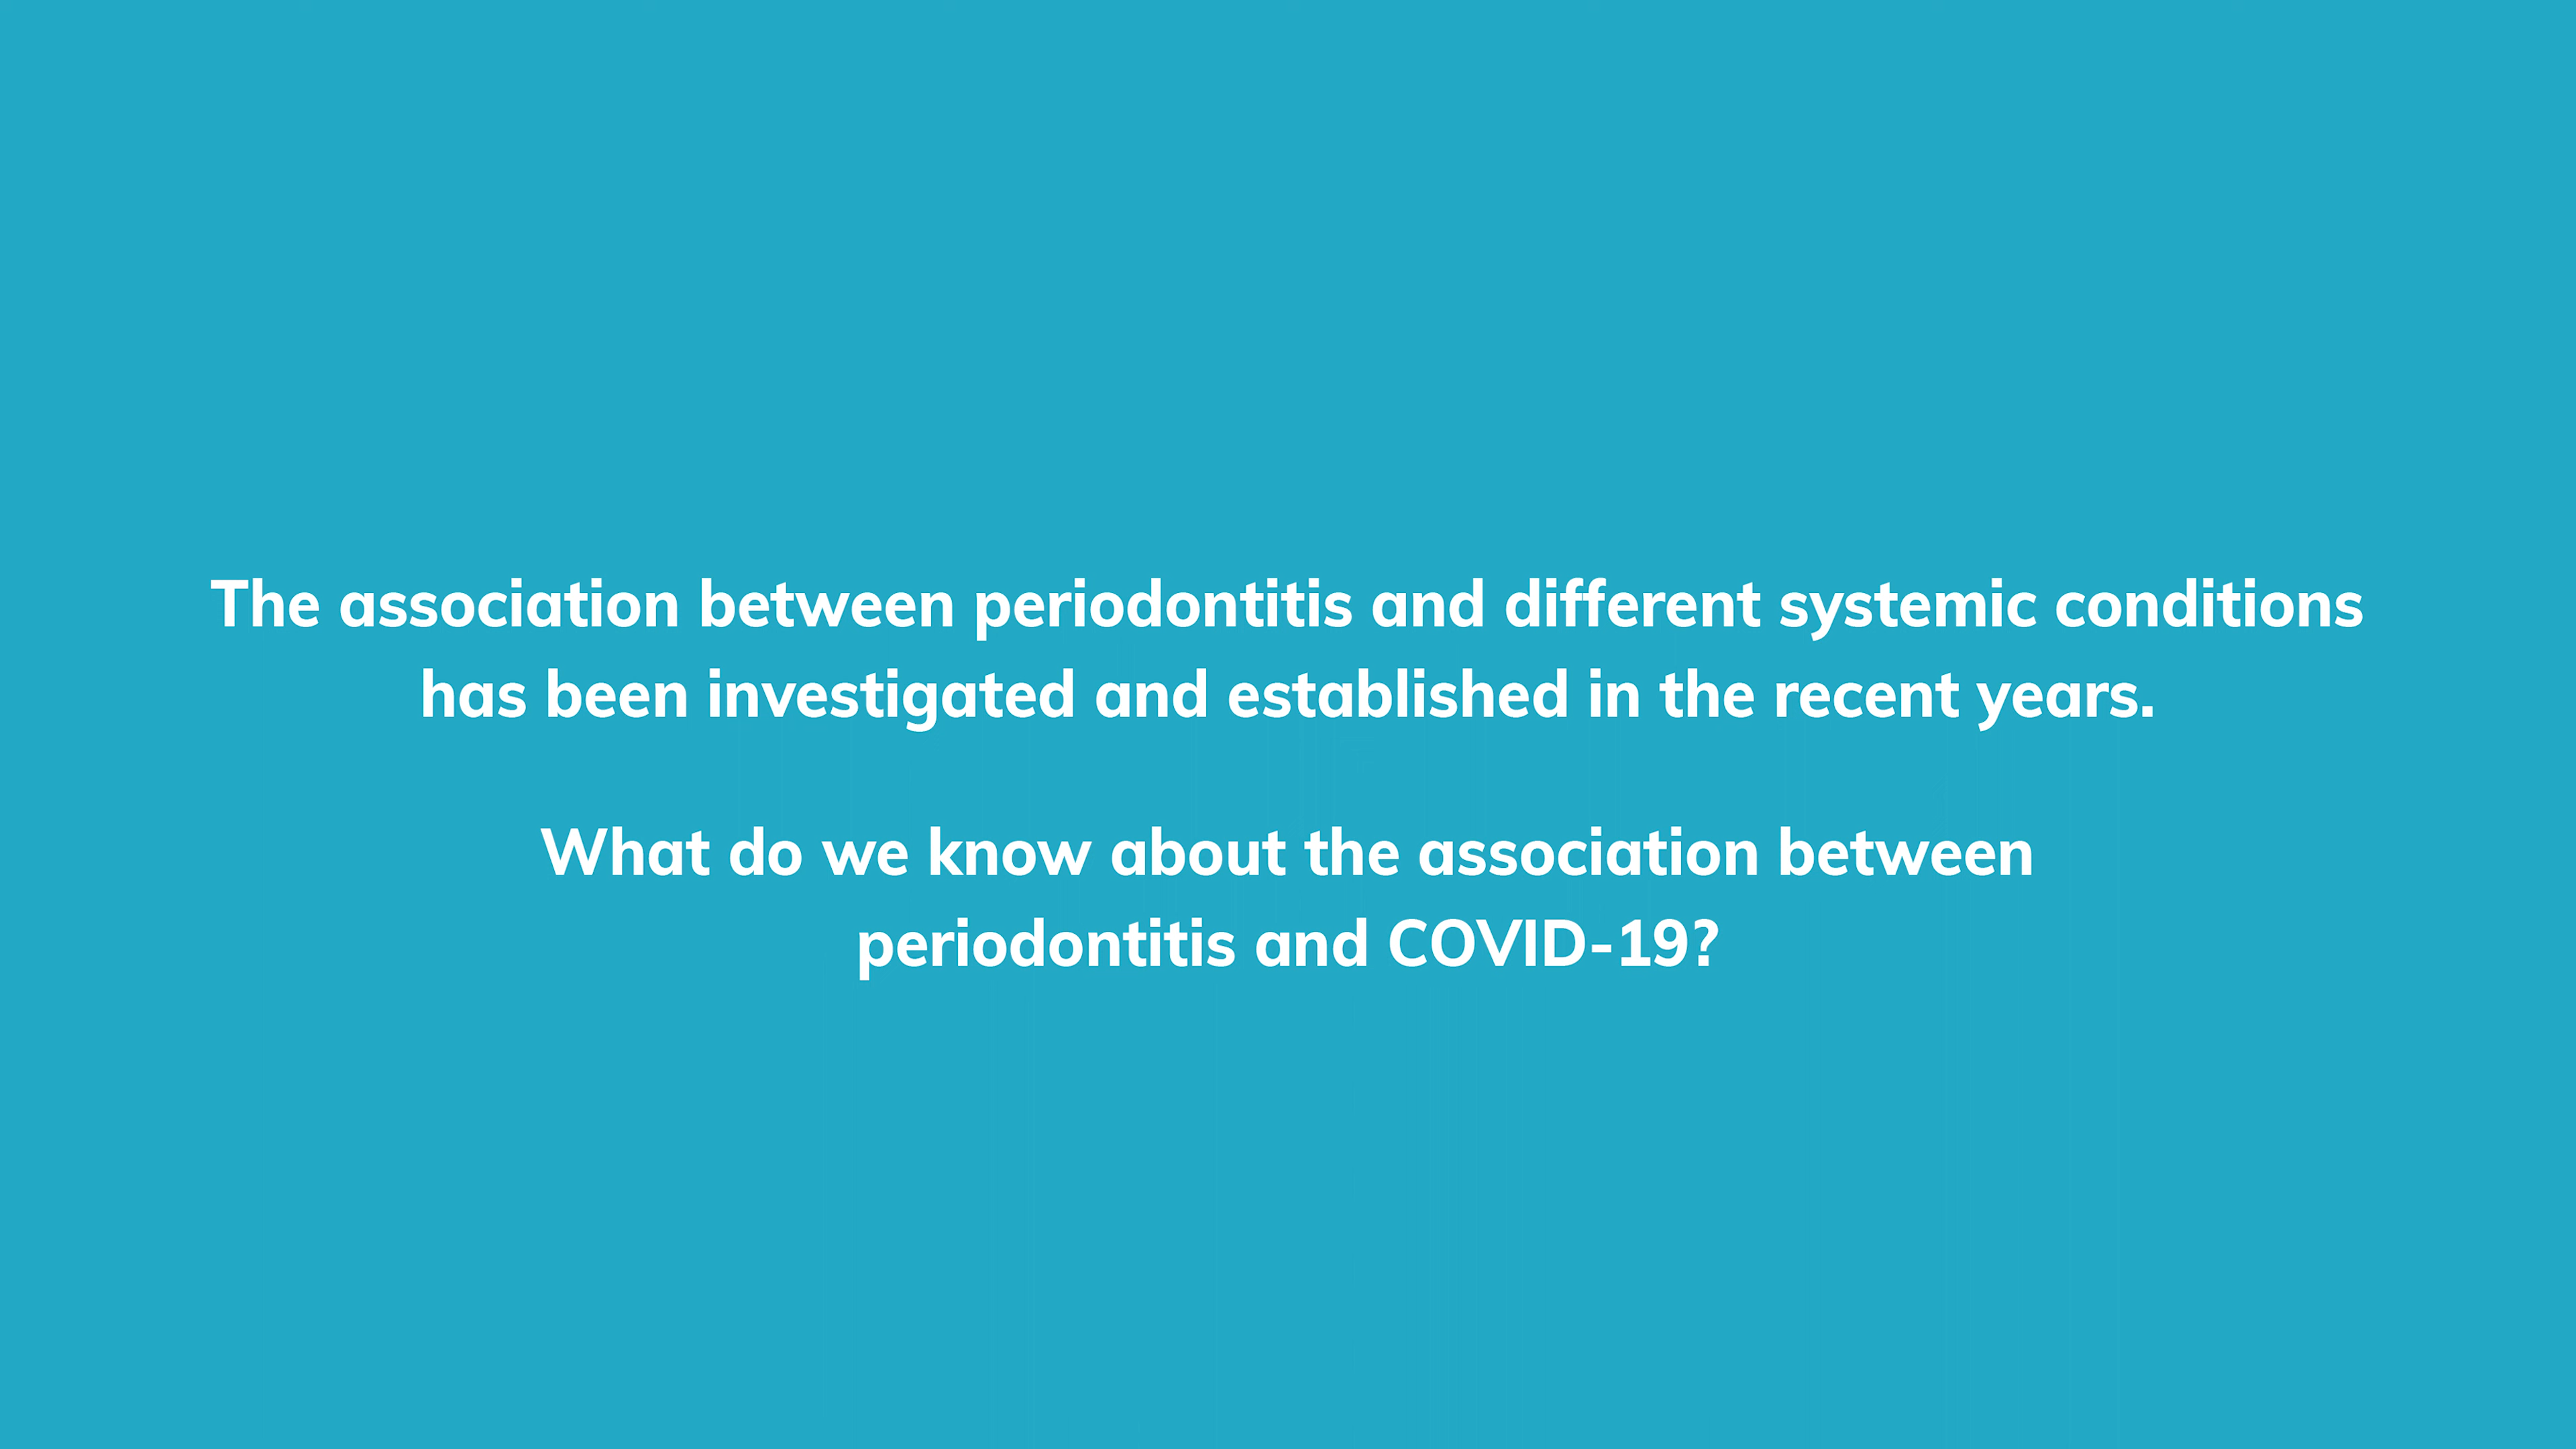 The association between periodontitis and different systemic conditions
has been investigated and established in the recent years.
What do we know about the association between
periodontitis and COVID-19?